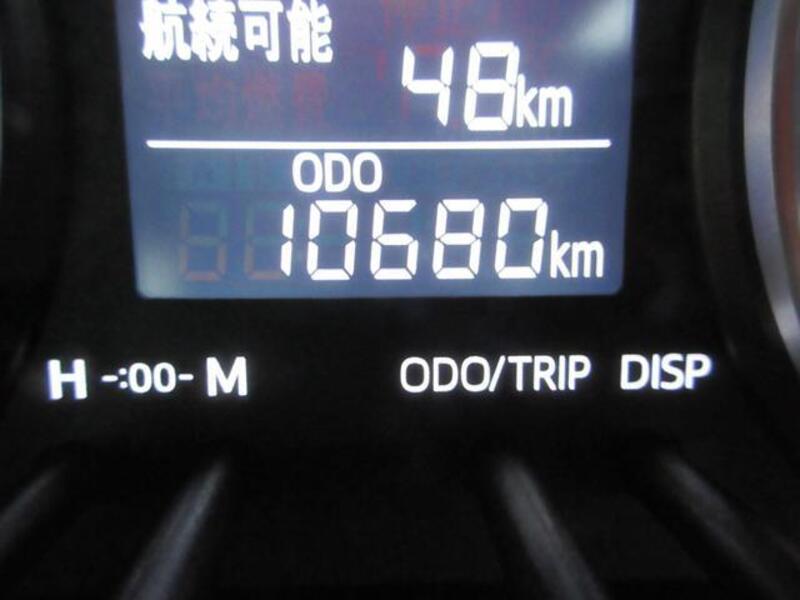 航続可能
48km
ODO
10680km
H -:00- M ODO/TRIP DISP